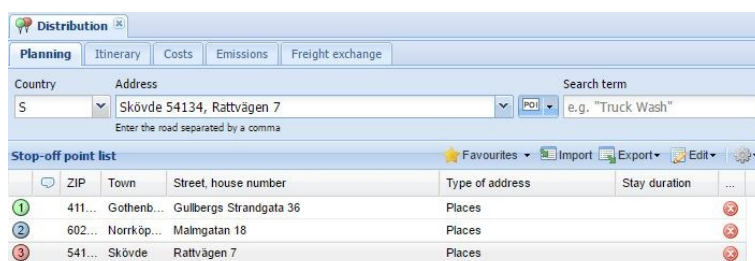 Distribution
Planning Itinerary Costs Emissions Freight exchange
Country Address Search term
S Skövde 54134, Rattvägen 7 POI e.g. "Truck Wash"
Enter the road separated by a comma
Stop-off point list Favourites Import Export Edit
ZIP Town Street, house number Type of address Stay duration ...
1 411... Gothenb... Gullbergs Strandgata 36 Places
2 602... Norrköp... Malmgatan 18 Places
3 541... Skövde Rattvägen 7 Places